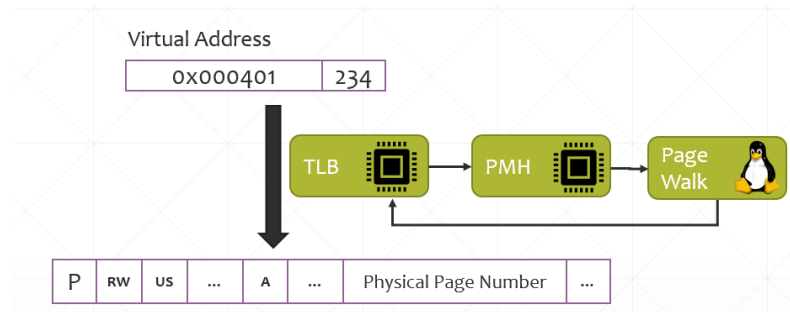 Virtual Address
0x000401 234
TLB
PMH
Page
Walk
P RW US ... A ... Physical Page Number ...